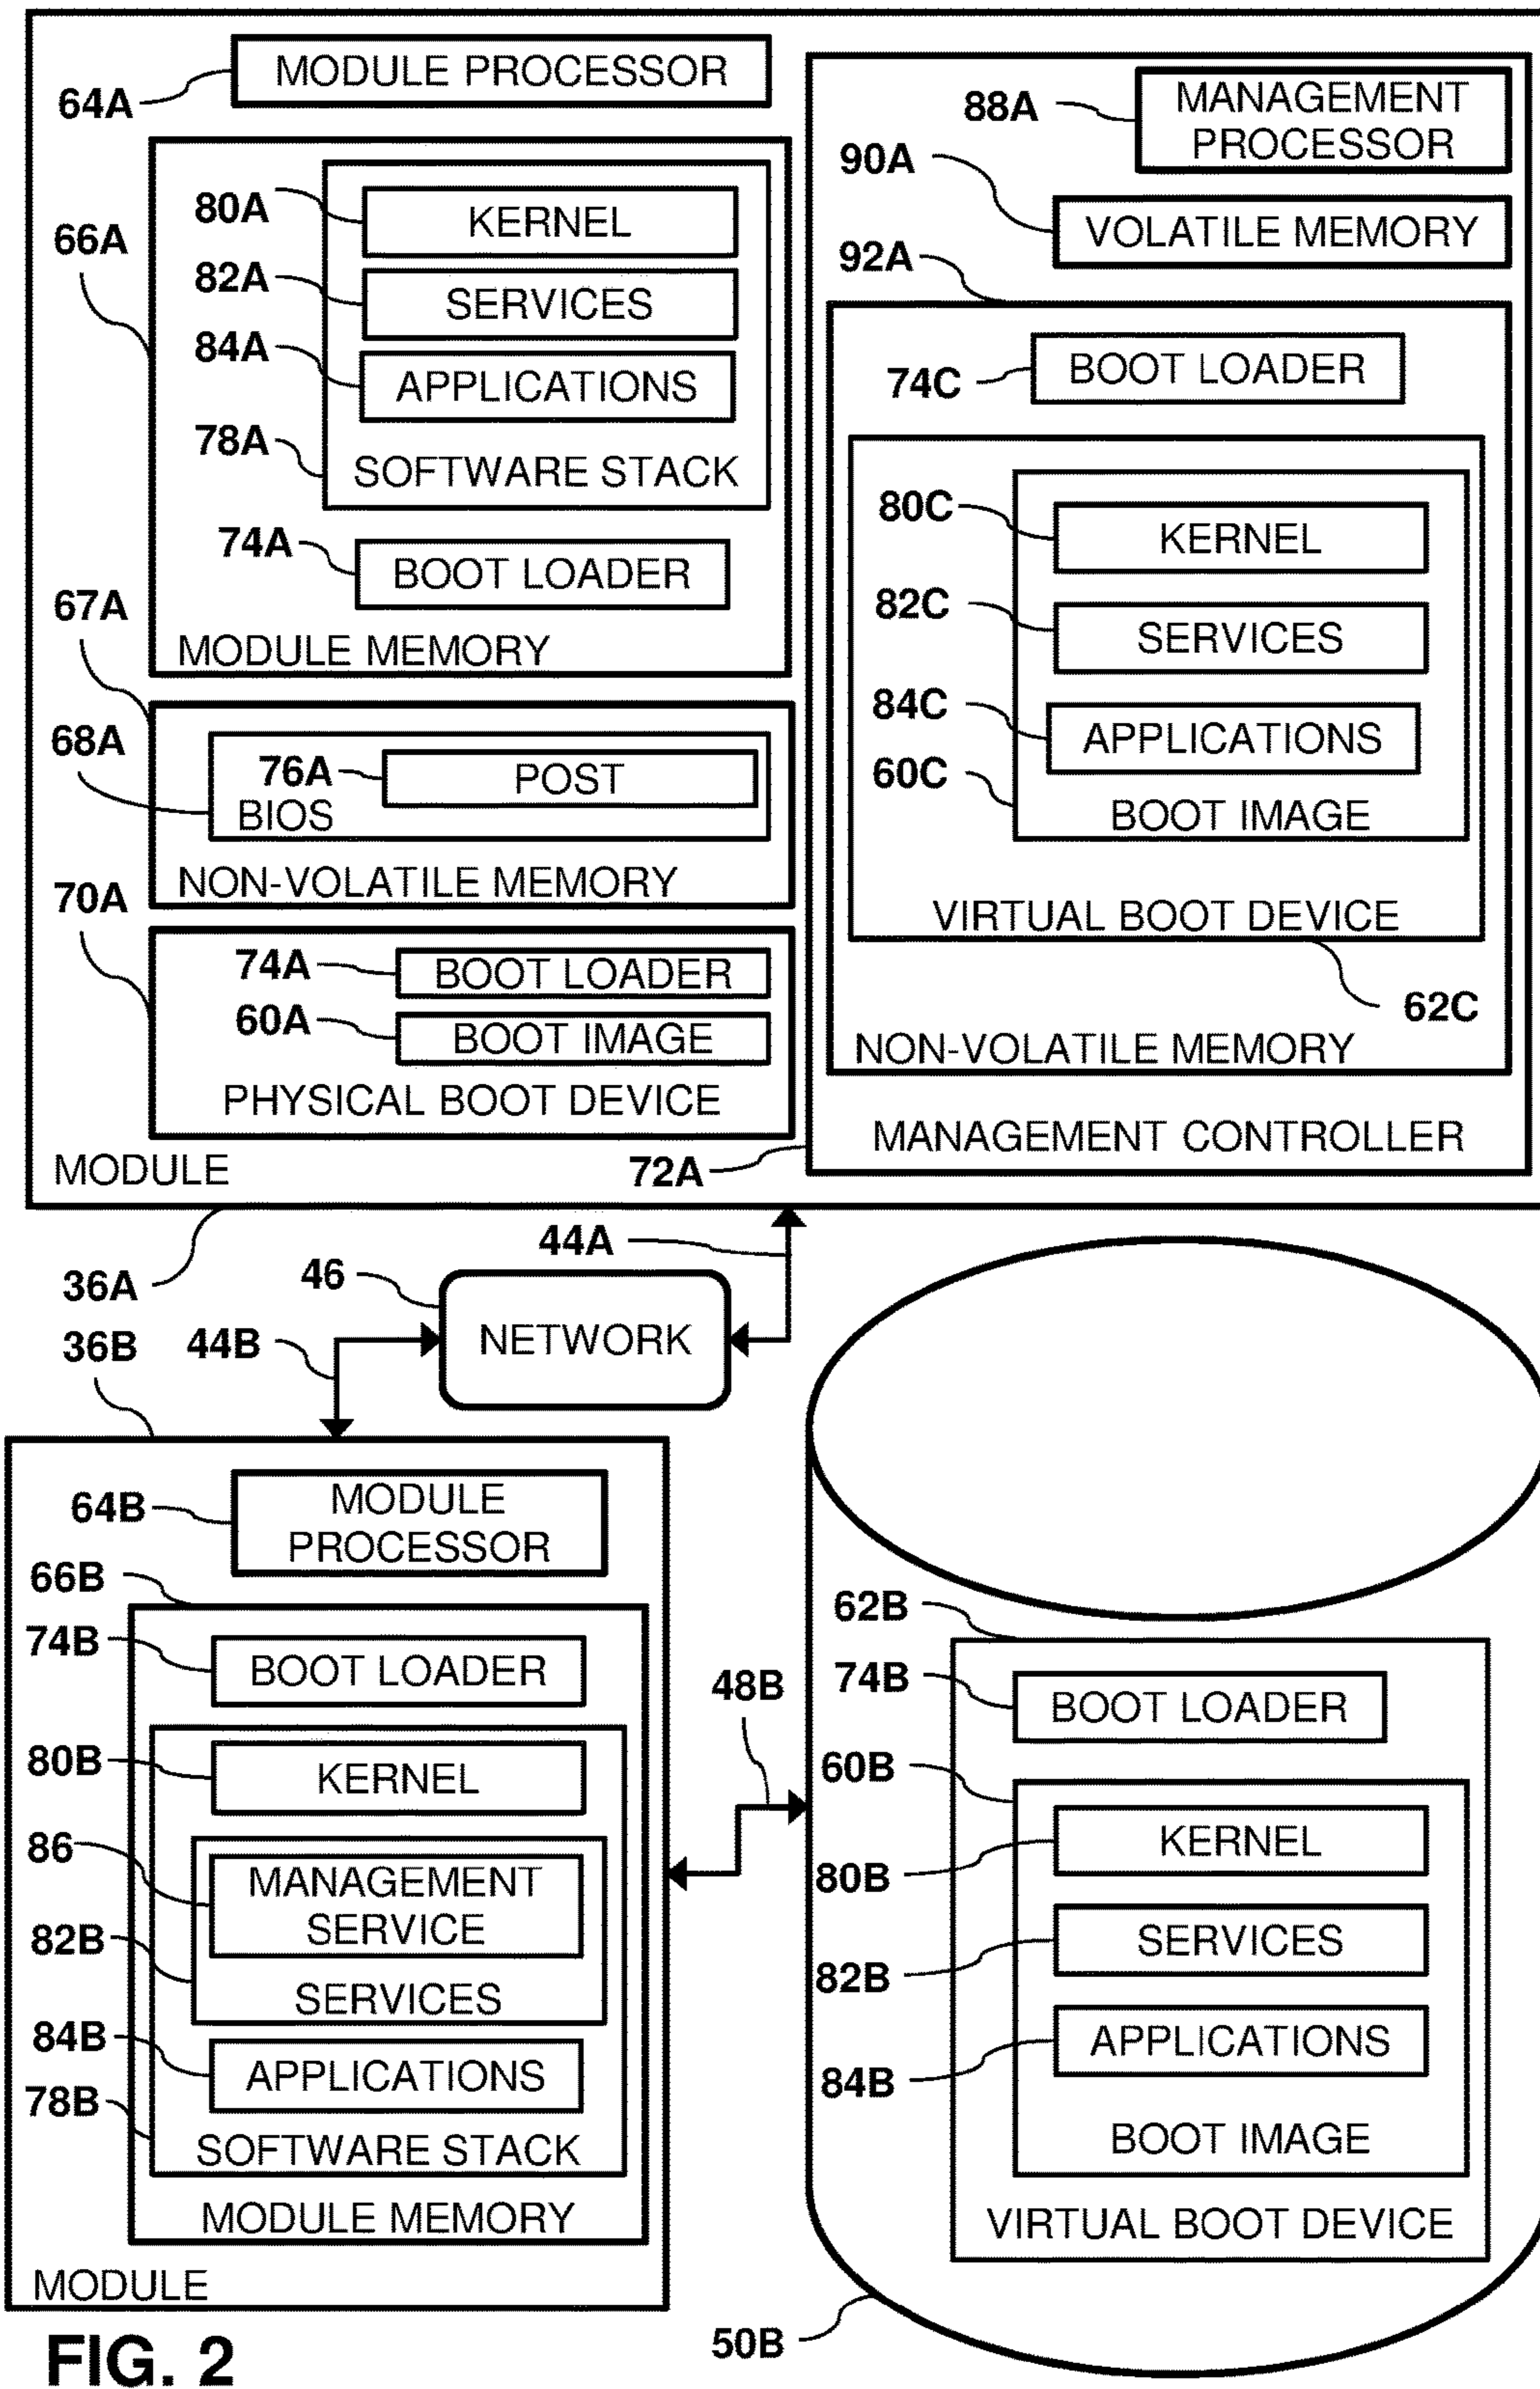 MODULE PROCESSOR
64A
66A
80A
KERNEL
82A
SERVICES
84A
APPLICATIONS
78A
SOFTWARE STACK
74A
BOOT LOADER
MODULE MEMORY
67A
68A
76A
POST
BIOS
NON-VOLATILE MEMORY
70A
74A
BOOT LOADER
60A
BOOT IMAGE
PHYSICAL BOOT DEVICE
MODULE
88A
MANAGEMENT
PROCESSOR
90A
VOLATILE MEMORY
92A
74C
BOOT LOADER
80C
KERNEL
82C
SERVICES
84C
APPLICATIONS
60C
BOOT IMAGE
VIRTUAL BOOT DEVICE
62C
NON-VOLATILE MEMORY
MANAGEMENT CONTROLLER
72A
36A
44A
46
NETWORK
44B
36B
64B
MODULE
PROCESSOR
66B
74B
BOOT LOADER
80B
KERNEL
86
MANAGEMENT
SERVICE
82B
SERVICES
84B
APPLICATIONS
78B
SOFTWARE STACK
MODULE MEMORY
MODULE
48B
62B
74B
BOOT LOADER
60B
KERNEL
80B
SERVICES
82B
APPLICATIONS
84B
BOOT IMAGE
VIRTUAL BOOT DEVICE
50B
FIG. 2